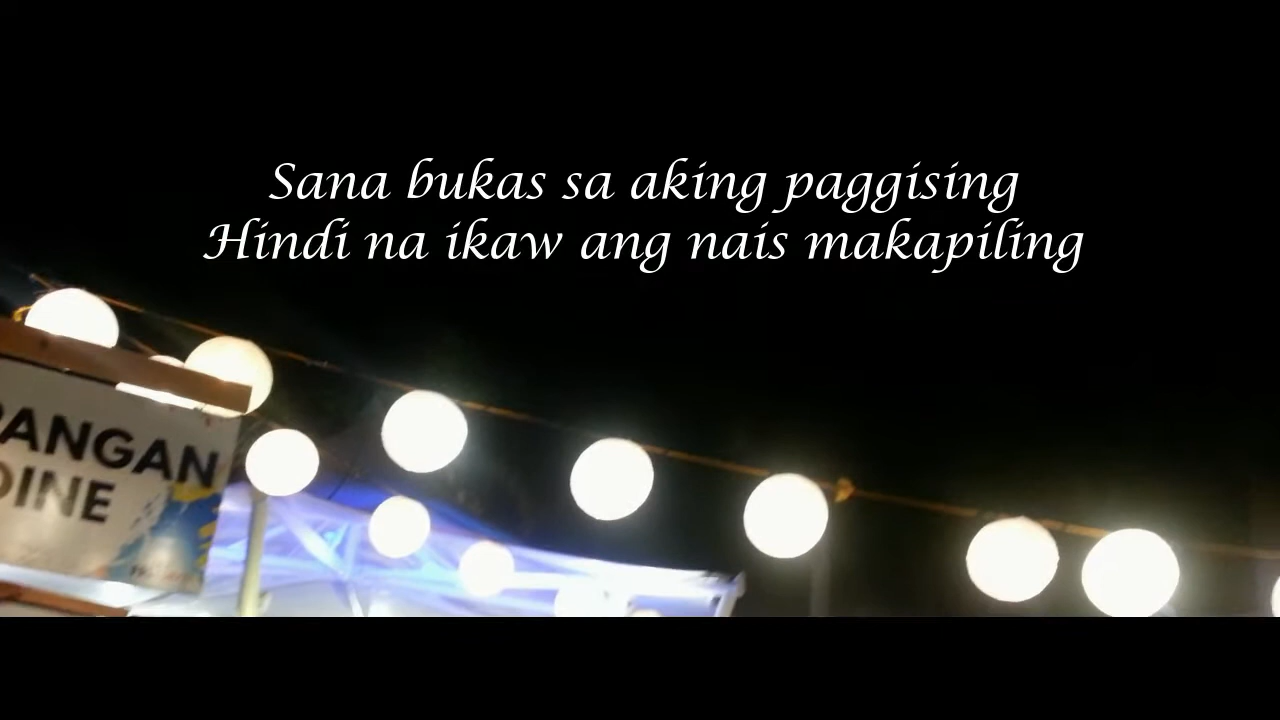 Sana bukas sa aking paggising
Hindi na ikaw ang nais makapiling
PANGAN
DINE